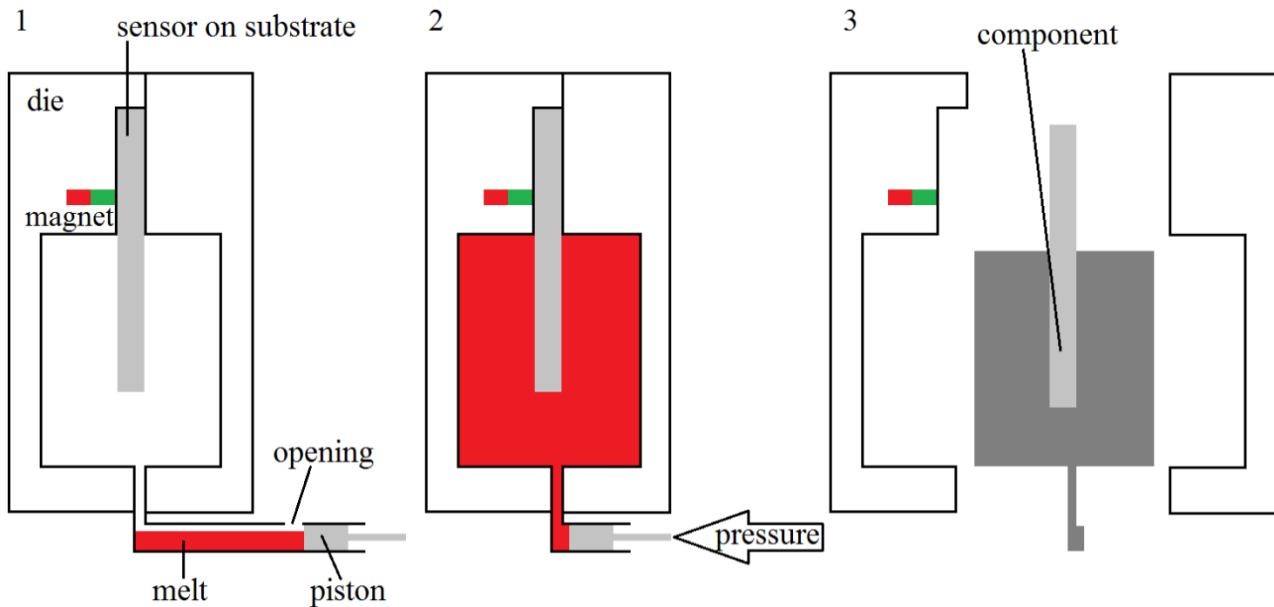 1
sensor on substrate
2
3
component
die
magnet
opening
pressure
melt
piston